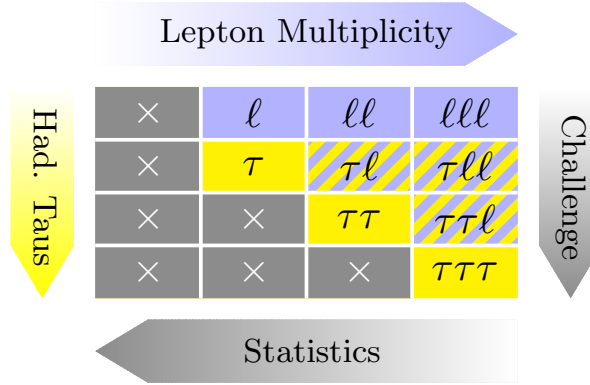 Lepton Multiplicity
Had. Taus
× ℓ ℓℓ ℓℓℓ
× τ τℓ τℓℓ
× × ττ ττℓ
× × × τττ
Challenge
Statistics